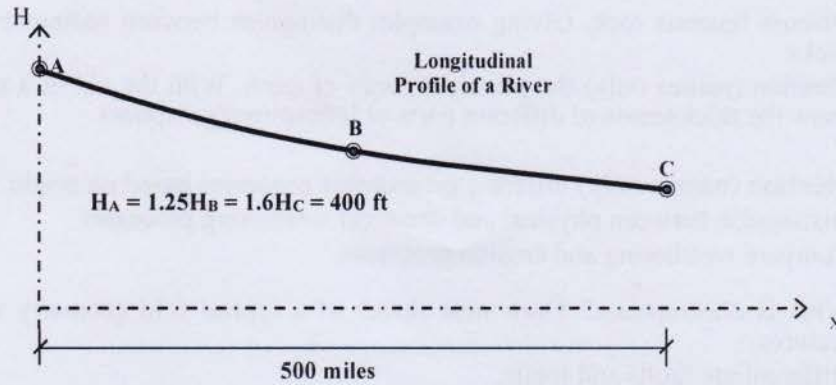 H
A
Longitudinal
Profile of a River
B
C
HA = 1.25HB = 1.6HC = 400 ft
x
500 miles